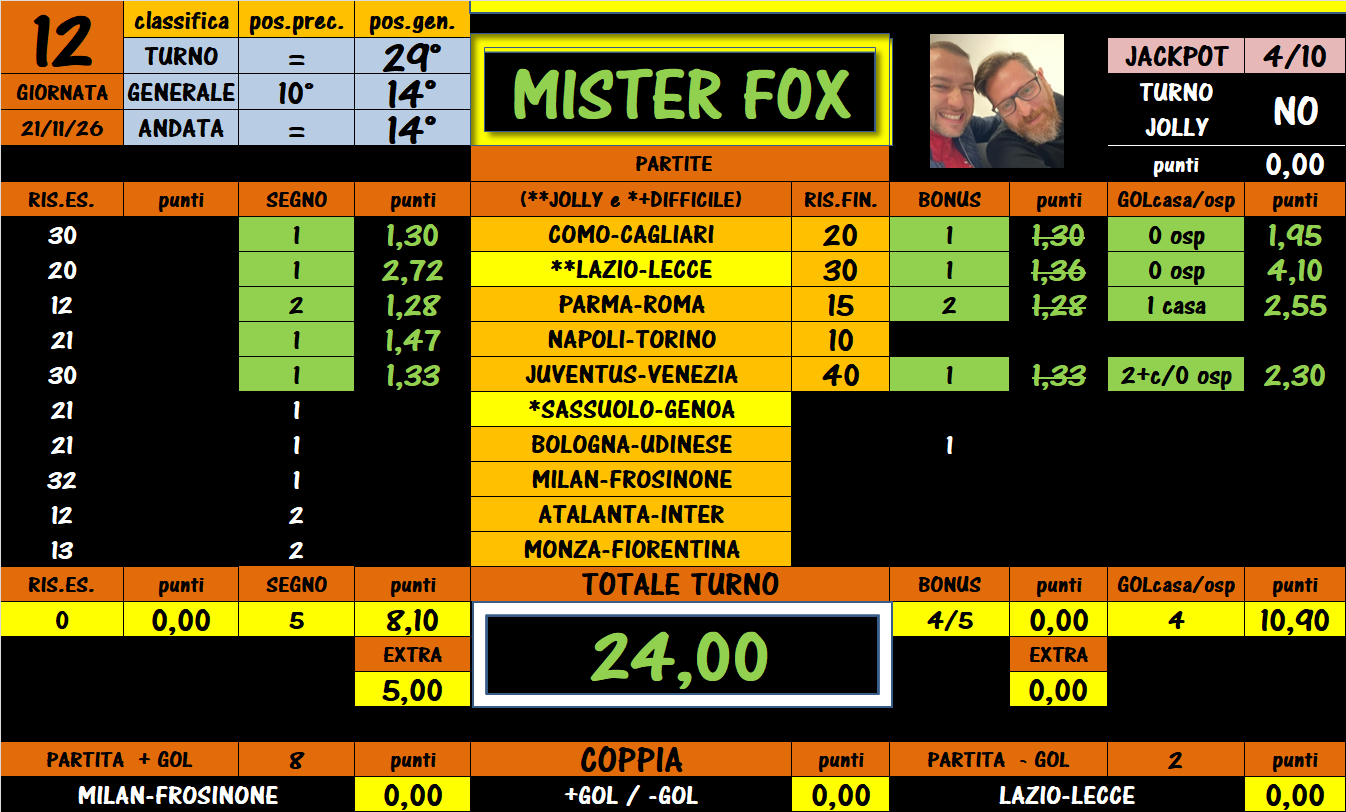 12 classifica pos.prec. pos.gen.
TURNO = 29°
GIORNATA GENERALE 10° 14°
21/11/26 ANDATA = 14°
MISTER FOX
JACKPOT 4/10
TURNO JOLLY NO
punti 0,00
PARTITE
RIS.ES. punti SEGNO punti (**JOLLY e *+DIFFICILE) RIS.FIN. BONUS punti GOLcasa/osp punti
30 1 1,30 COMO-CAGLIARI 20 1 1,30 0 osp 1,95
20 1 2,72 **LAZIO-LECCE 30 1 1,36 0 osp 4,10
12 2 1,28 PARMA-ROMA 15 2 1,28 1 casa 2,55
21 1 1,47 NAPOLI-TORINO 10
30 1 1,33 JUVENTUS-VENEZIA 40 1 1,33 2+c/0 osp 2,30
21 1 *SASSUOLO-GENOA
21 1 BOLOGNA-UDINESE 1
32 1 MILAN-FROSINONE
12 2 ATALANTA-INTER
13 2 MONZA-FIORENTINA
RIS.ES. punti SEGNO punti TOTALE TURNO BONUS punti GOLcasa/osp punti
0 0,00 5 8,10 24,00 4/5 0,00 4 10,90
EXTRA EXTRA
5,00 0,00
PARTITA + GOL 8 punti COPPIA punti PARTITA - GOL 2 punti
MILAN-FROSINONE 0,00 +GOL / -GOL 0,00 LAZIO-LECCE 0,00